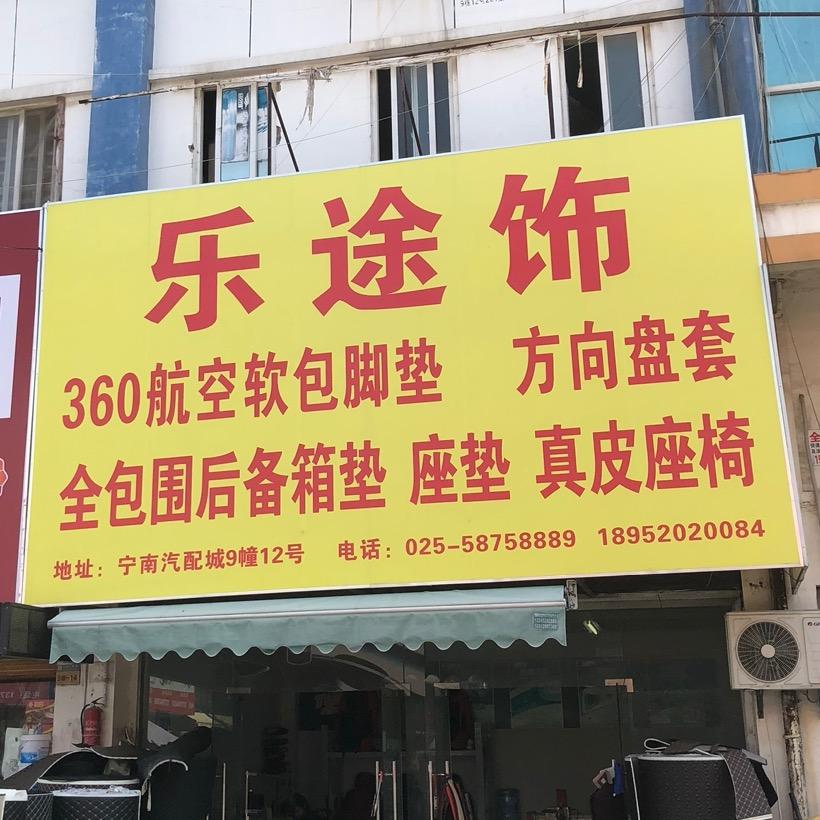 乐途饰
360航空软包脚垫 方向盘套
全包围后备箱垫 座垫 真皮座椅
地址：宁南汽配城9幢12号 电话：025-58758889 18952020084